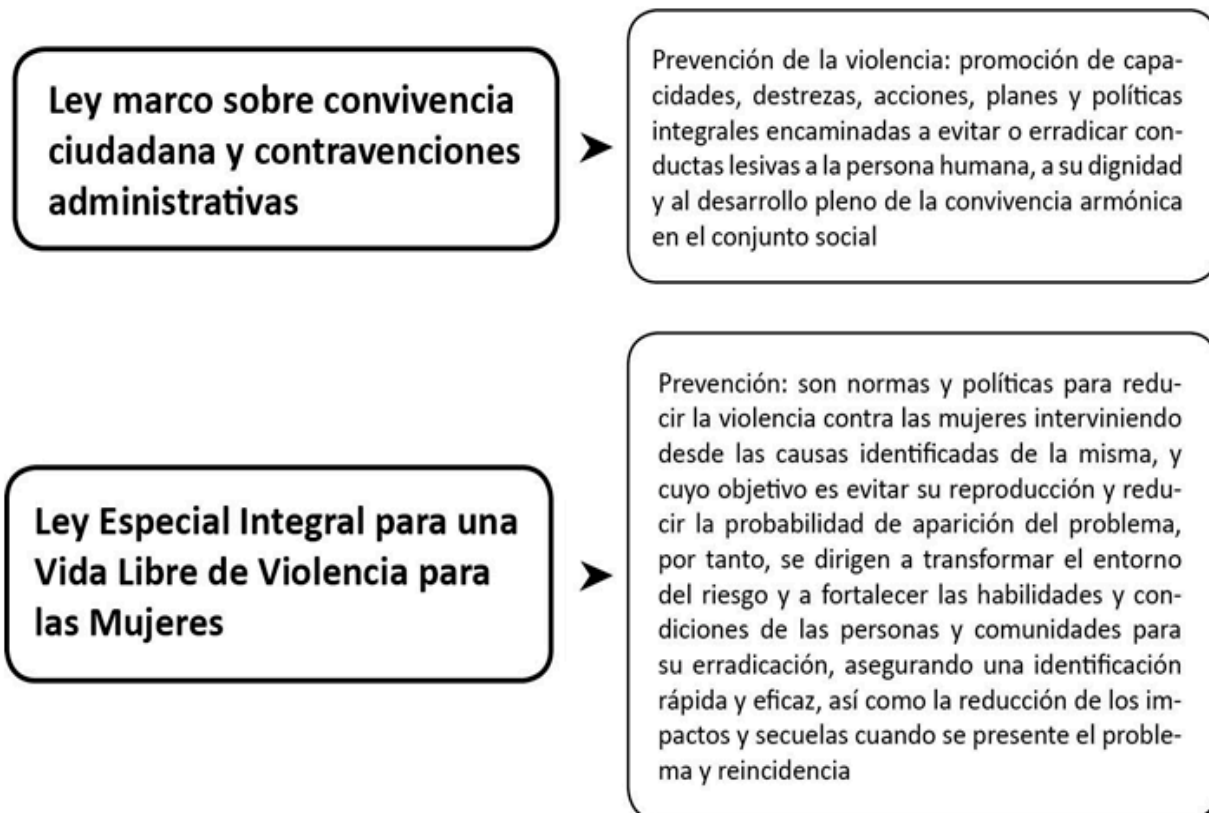 Ley marco sobre convivencia
ciudadana y contravenciones
administrativas
Prevención de la violencia: promoción de capa-
cidades, destrezas, acciones, planes y políticas
integrales encaminadas a evitar o erradicar con-
ductas lesivas a la persona humana, a su dignidad
y al desarrollo pleno de la convivencia armónica
en el conjunto social
Ley Especial Integral para una
Vida Libre de Violencia para
las Mujeres
Prevención: son normas y políticas para redu-
cir la violencia contra las mujeres interviniendo
desde las causas identificadas de la misma, y
cuyo objetivo es evitar su reproducción y redu-
cir la probabilidad de aparición del problema,
por tanto, se dirigen a transformar el entorno
del riesgo y a fortalecer las habilidades y con-
diciones de las personas y comunidades para
su erradicación, asegurando una identificación
rápida y eficaz, así como la reducción de los im-
pactos y secuelas cuando se presente el proble-
ma y reincidencia